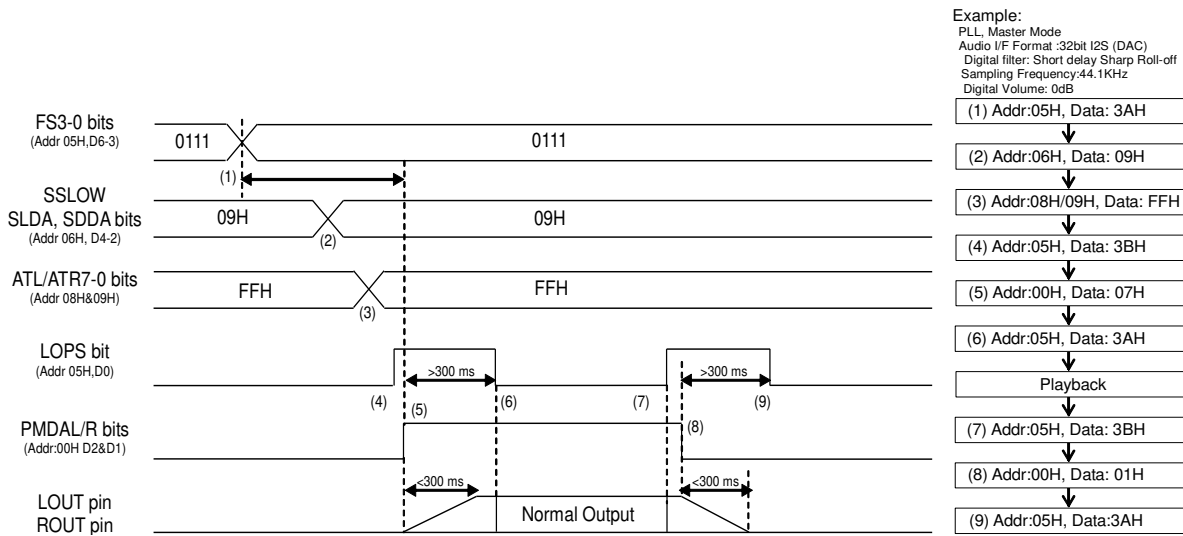 Example:
PLL, Master Mode
Audio I/F Format :32bit I2S (DAC)
Digital filter: Short delay Sharp Roll-off
Sampling Frequency:44.1KHz
Digital Volume: 0dB
(1) Addr:05H, Data: 3AH
(2) Addr:06H, Data: 09H
(3) Addr:08H/09H, Data: FFH
(4) Addr:05H, Data: 3BH
(5) Addr:00H, Data: 07H
(6) Addr:05H, Data: 3AH
Playback
(7) Addr:05H, Data: 3BH
(8) Addr:00H, Data: 01H
(9) Addr:05H, Data:3AH
FS3-0 bits
(Addr 05H,D6-3)
0111
0111
(1)
SSLOW
SLDA, SDDA bits
(Addr 06H, D4-2)
09H
09H
(2)
ATL/ATR7-0 bits
(Addr 08H&09H)
FFH
FFH
(3)
LOPS bit
(Addr 05H,D0)
>300 ms
>300 ms
(4)
(5)
(6)
(7)
(8)
(9)
PMDAL/R bits
(Addr:00H D2&D1)
<300 ms
<300 ms
LOUT pin
ROUT pin
Normal Output